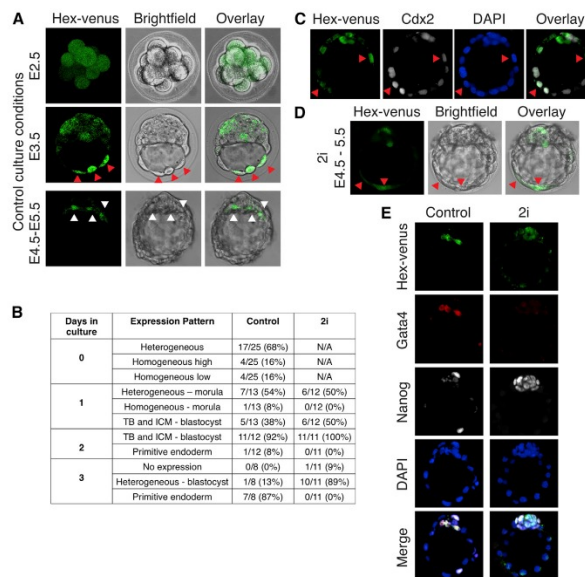 A
Hex-venus Brightfield Overlay
Control culture conditions
E2.5
E3.5
E4.5-E5.5
B
Days in culture Expression Pattern Control 2i
0 Heterogeneous 17/25 (68%) N/A
Homogeneous high 4/25 (16%) N/A
Homogeneous low 4/25 (16%) N/A
1 Heterogeneous – morula 7/13 (54%) 6/12 (50%)
Homogeneous - morula 1/13 (8%) 0/12 (0%)
TB and ICM - blastocyst 5/13 (38%) 6/12 (50%)
2 TB and ICM - blastocyst 11/12 (92%) 11/11 (100%)
Primitive endoderm 1/12 (8%) 0/11 (0%)
3 No expression 0/8 (0%) 1/11 (9%)
Heterogeneous - blastocyst 1/8 (13%) 10/11 (89%)
Primitive endoderm 7/8 (87%) 0/11 (0%)
C
Hex-venus Cdx2 DAPI Overlay
D
Hex-venus Brightfield Overlay
2i
E4.5 - 5.5
E
Control 2i
Hex-venus
Gata4
Nanog
DAPI
Merge